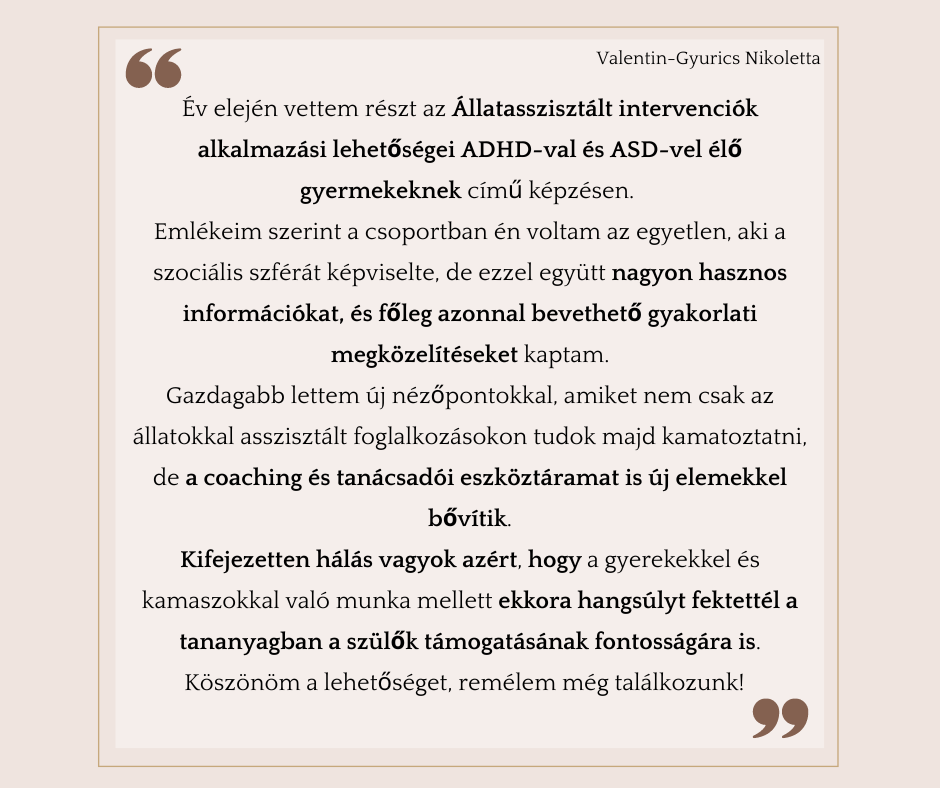 Valentin-Gyurics Nikoletta
Év elején vettem részt az Állatasszisztált intervenciók
alkalmazási lehetőségei ADHD-val és ASD-vel élő
gyermekeknek című képzésen.
Emlékeim szerint a csoportban én voltam az egyetlen, aki a
szociális szférát képviselte, de ezzel együtt nagyon hasznos
információkat, és főleg azonnal bevethető gyakorlati
megközelítéseket kaptam.
Gazdagabb lettem új nézőpontokkal, amiket nem csak az
állatokkal asszisztált foglalkozásokon tudok majd kamatoztatni,
de a coaching és tanácsadói eszköztáramat is új elemekkel
bővítik.
Kifejezetten hálás vagyok azért, hogy a gyerekekkel és
kamaszokkal való munka mellett ekkora hangsúlyt fektettél a
tananyagban a szülők támogatásának fontosságára is.
Köszönöm a lehetőséget, remélem még találkozunk!